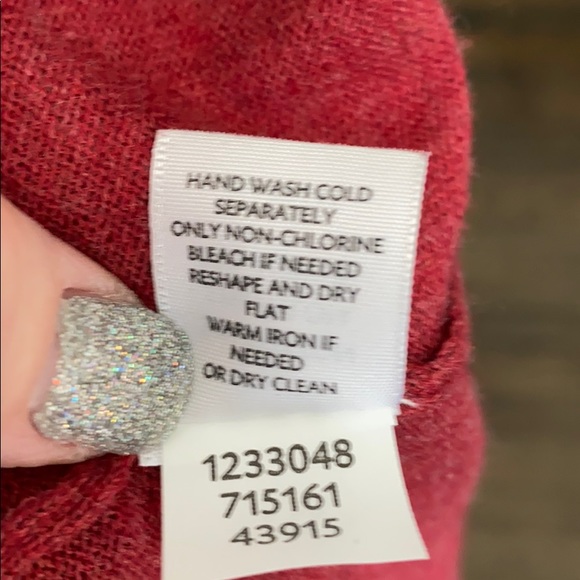 HAND WASH COLD
SEPARATELY
ONLY NON-CHLORINE
BLEACH IF NEEDED
RESHAPE AND DRY
FLAT
WARM IRON IF
NEEDED
OR DRY CLEAN
1233048
715161
43915